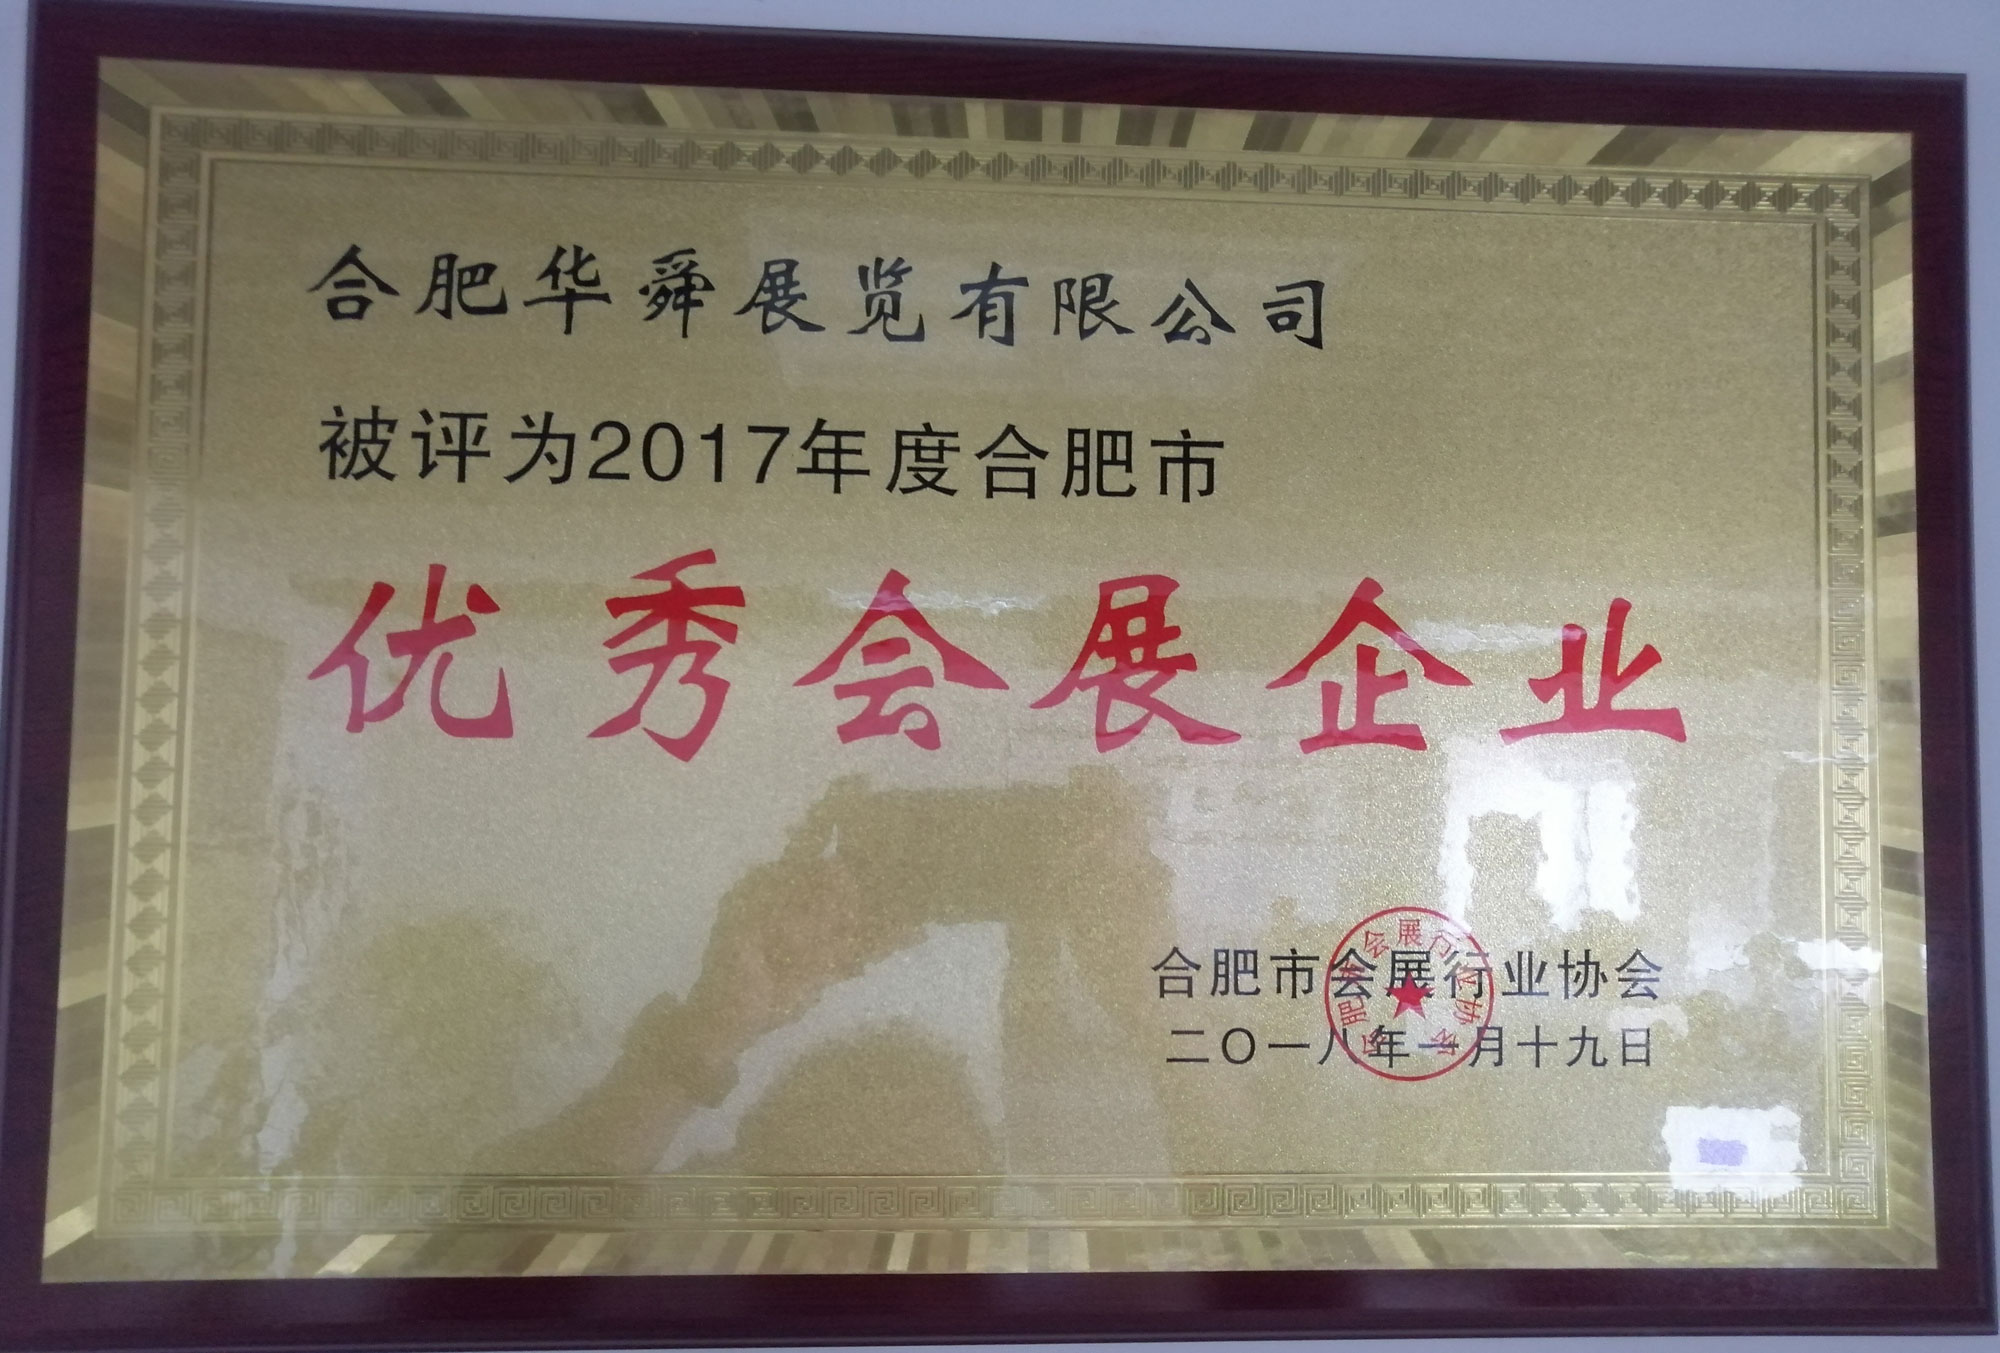 合肥华舜展览有限公司
被评为2017年度合肥市
优秀会展企业
合肥市会展行业协会
二〇一八年一月十九日